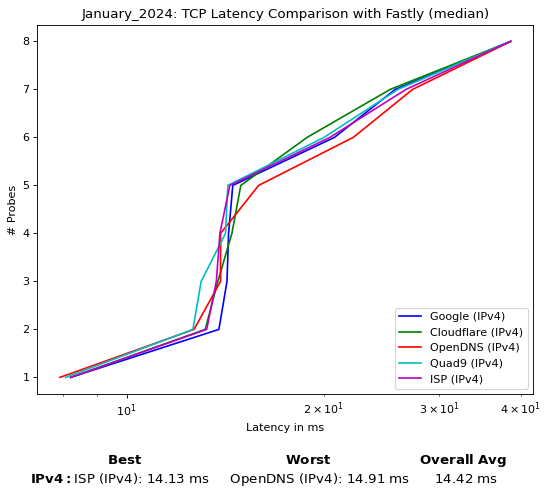 January_2024: TCP Latency Comparison with Fastly (median)
8
7
6
5
4
3
2
1
# Probes
Google (IPv4)
Cloudflare (IPv4)
OpenDNS (IPv4)
Quad9 (IPv4)
ISP (IPv4)
10¹ 2 × 10¹ 3 × 10¹ 4 × 10¹
Latency in ms
Best Worst Overall Avg
IPv4: ISP (IPv4): 14.13 ms OpenDNS (IPv4): 14.91 ms 14.42 ms